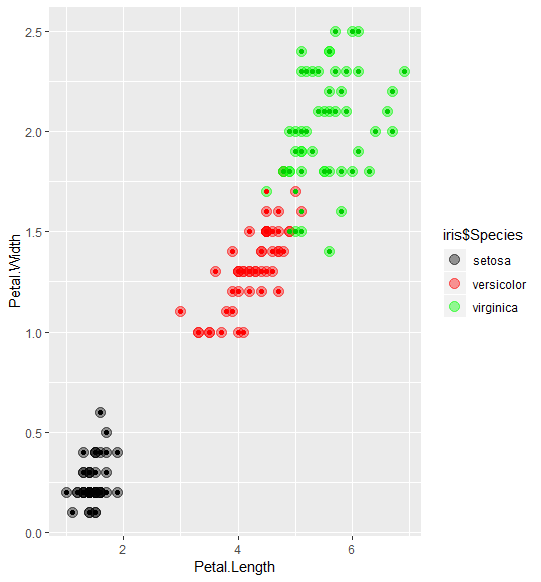 2.5
2.0
1.5
1.0
0.5
0.0
Petal.Width
2 4 6
Petal.Length
iris$Species
setosa
versicolor
virginica